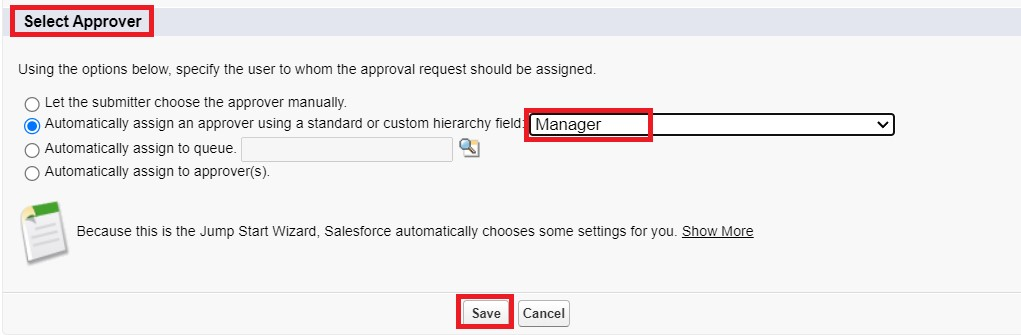 Select Approver
Using the options below, specify the user to whom the approval request should be assigned.
Let the submitter choose the approver manually.
Automatically assign an approver using a standard or custom hierarchy field: Manager
Automatically assign to queue.
Automatically assign to approver(s).
Because this is the Jump Start Wizard, Salesforce automatically chooses some settings for you. Show More
Save Cancel